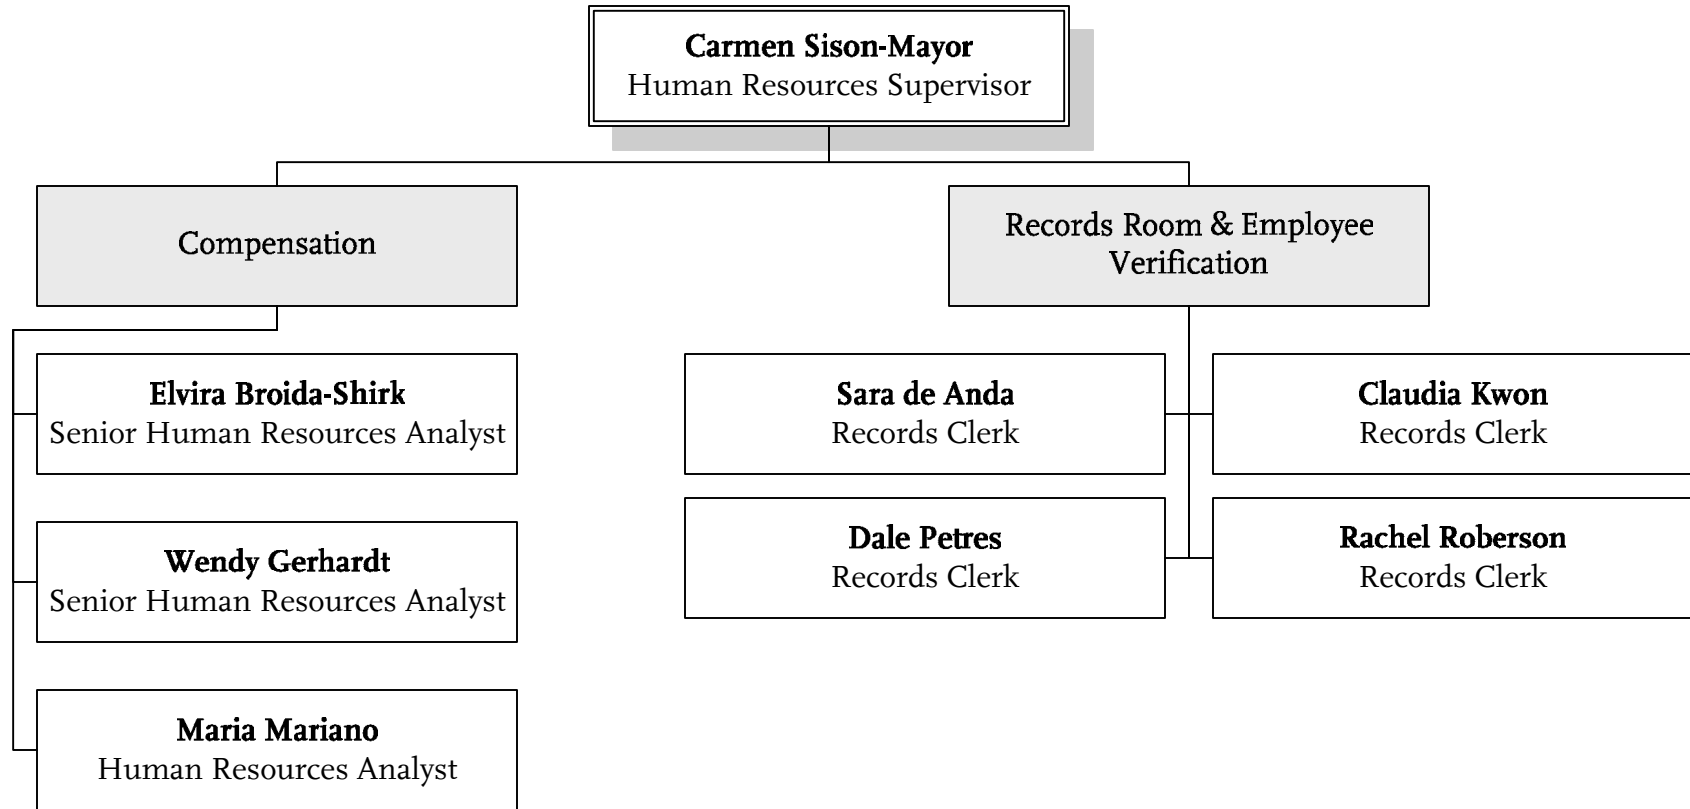 Carmen Sison-Mayor
Human Resources Supervisor
Compensation
Records Room & Employee
Verification
Elvira Broida-Shirk
Senior Human Resources Analyst
Wendy Gerhardt
Senior Human Resources Analyst
Maria Mariano
Human Resources Analyst
Sara de Anda
Records Clerk
Claudia Kwon
Records Clerk
Dale Petres
Records Clerk
Rachel Roberson
Records Clerk